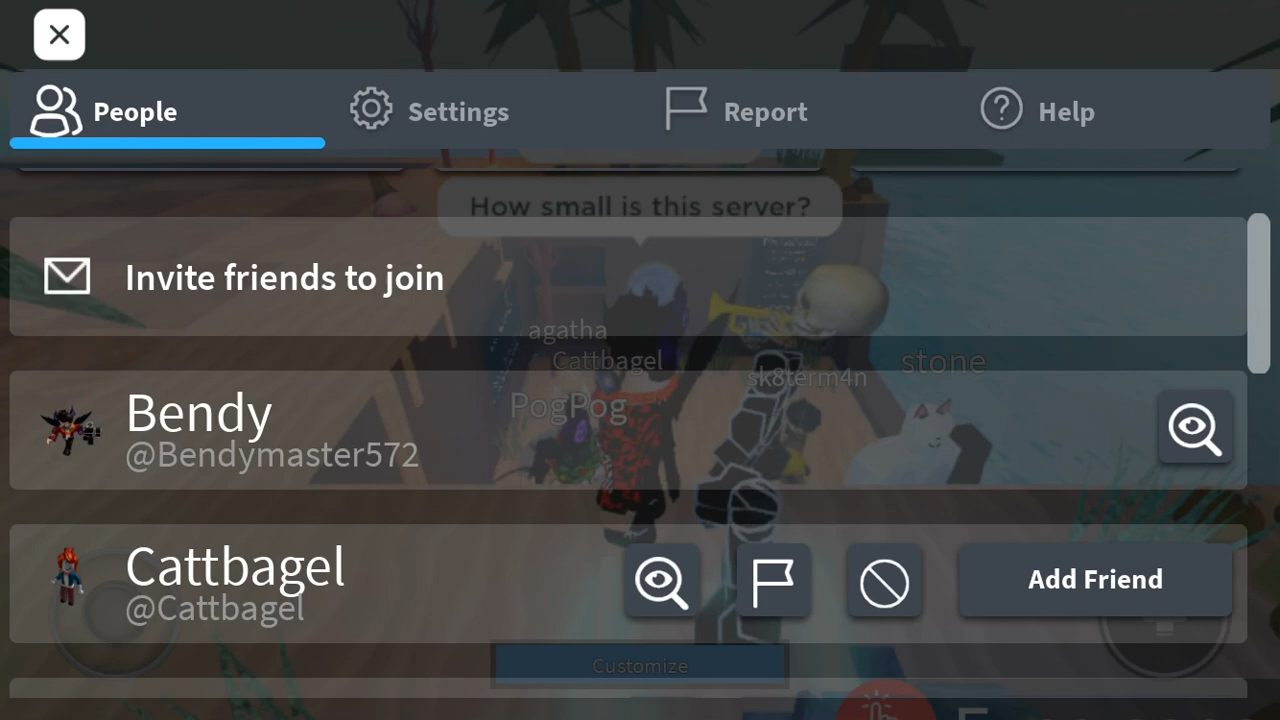 People
Settings
Report
Help
How small is this server?
Invite friends to join
agatha
Cattbagel
sk8term4n
stone
PogPog
Bendy
@Bendymaster572
Cattbagel
@Cattbagel
Add Friend
Customize